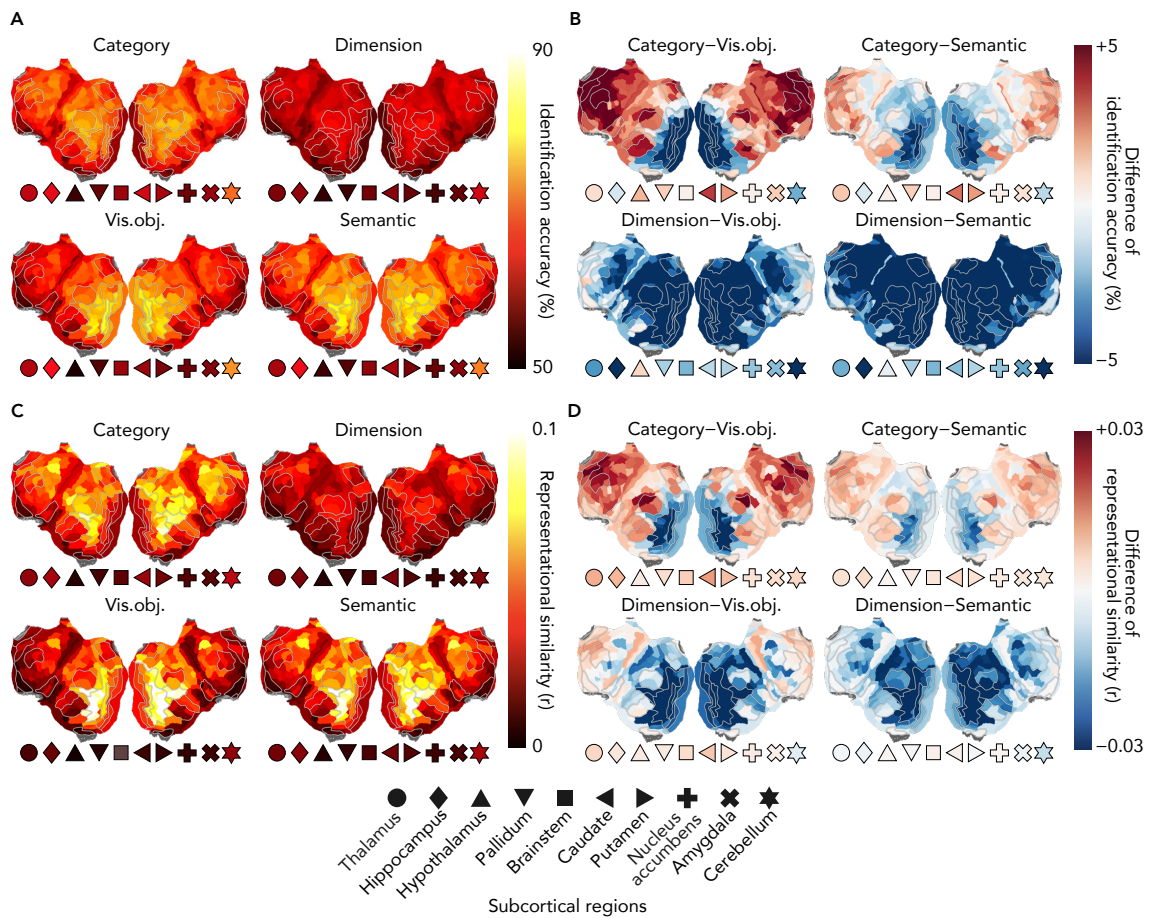 A
Category
Dimension
Vis.obj.
Semantic
90
Identification accuracy (%)
50
B
Category−Vis.obj.
Category−Semantic
Dimension−Vis.obj.
Dimension−Semantic
+5
Difference of
identification accuracy (%)
−5
C
Category
Dimension
Vis.obj.
Semantic
0.1
Representational similarity (r)
0
D
Category−Vis.obj.
Category−Semantic
Dimension−Vis.obj.
Dimension−Semantic
+0.03
Difference of
representational similarity (r)
−0.03
Thalamus
Hippocampus
Hypothalamus
Pallidum
Brainstem
Caudate
Putamen
Nucleus
accumbens
Amygdala
Cerebellum
Subcortical regions